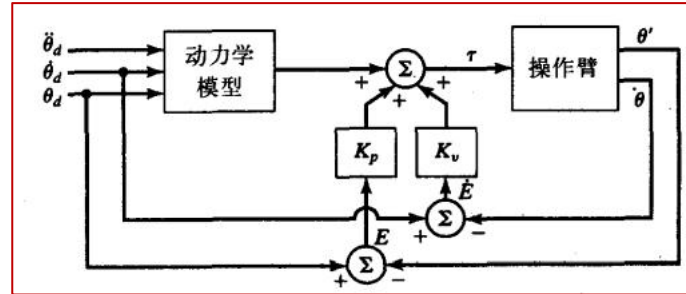 θ̈d
θ̇d
θd
动力学
模型
+
Σ
+
+
+
τ
操作臂
θ′
θ̇
Kp
Kv
Ė
+
Σ
−
E
+
Σ
−